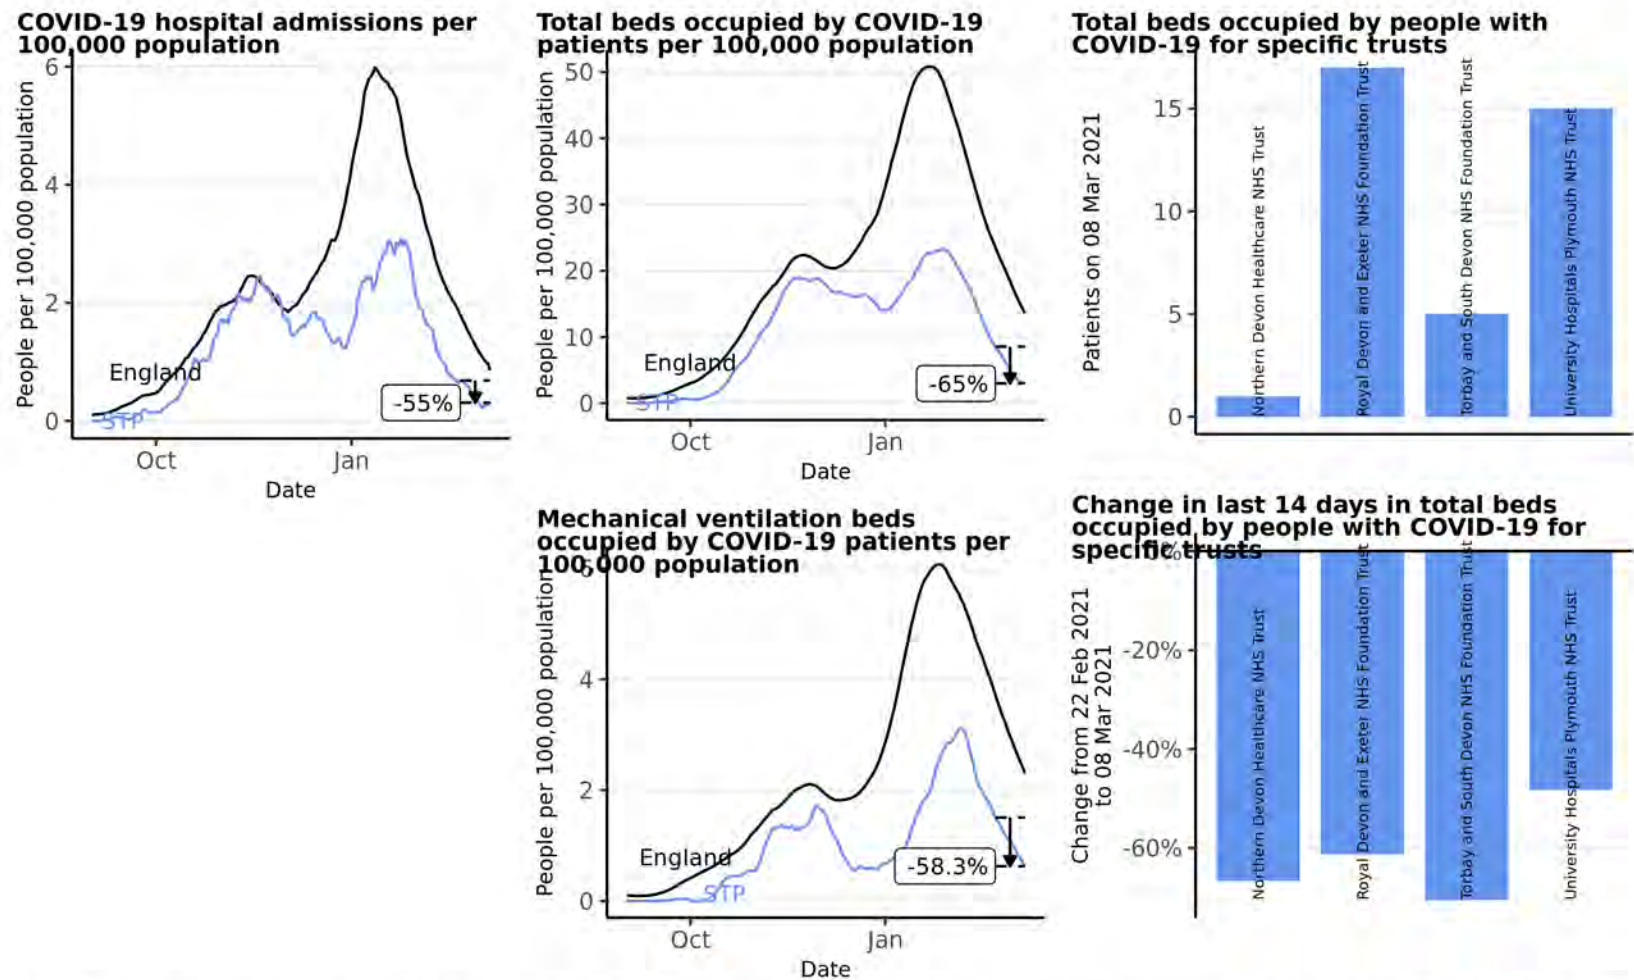 COVID-19 hospital admissions per
100,000 population
People per 100,000 population
6
4
2
0
England
STP
-55%
Oct
Jan
Date
Total beds occupied by COVID-19
patients per 100,000 population
People per 100,000 population
50
40
30
20
10
0
England
STP
-65%
Oct
Jan
Date
Total beds occupied by people with
COVID-19 for specific trusts
Patients on 08 Mar 2021
15
10
5
0
Northern Devon Healthcare NHS Trust
Royal Devon and Exeter NHS Foundation Trust
Torbay and South Devon NHS Foundation Trust
University Hospitals Plymouth NHS Trust
Mechanical ventilation beds
occupied by COVID-19 patients per
100,000 population
People per 100,000 population
6
4
2
0
England
STP
-58.3%
Oct
Jan
Date
Change in last 14 days in total beds
occupied by people with COVID-19 for
specific trusts
Change from 22 Feb 2021
to 08 Mar 2021
0%
-20%
-40%
-60%
Northern Devon Healthcare NHS Trust
Royal Devon and Exeter NHS Foundation Trust
Torbay and South Devon NHS Foundation Trust
University Hospitals Plymouth NHS Trust